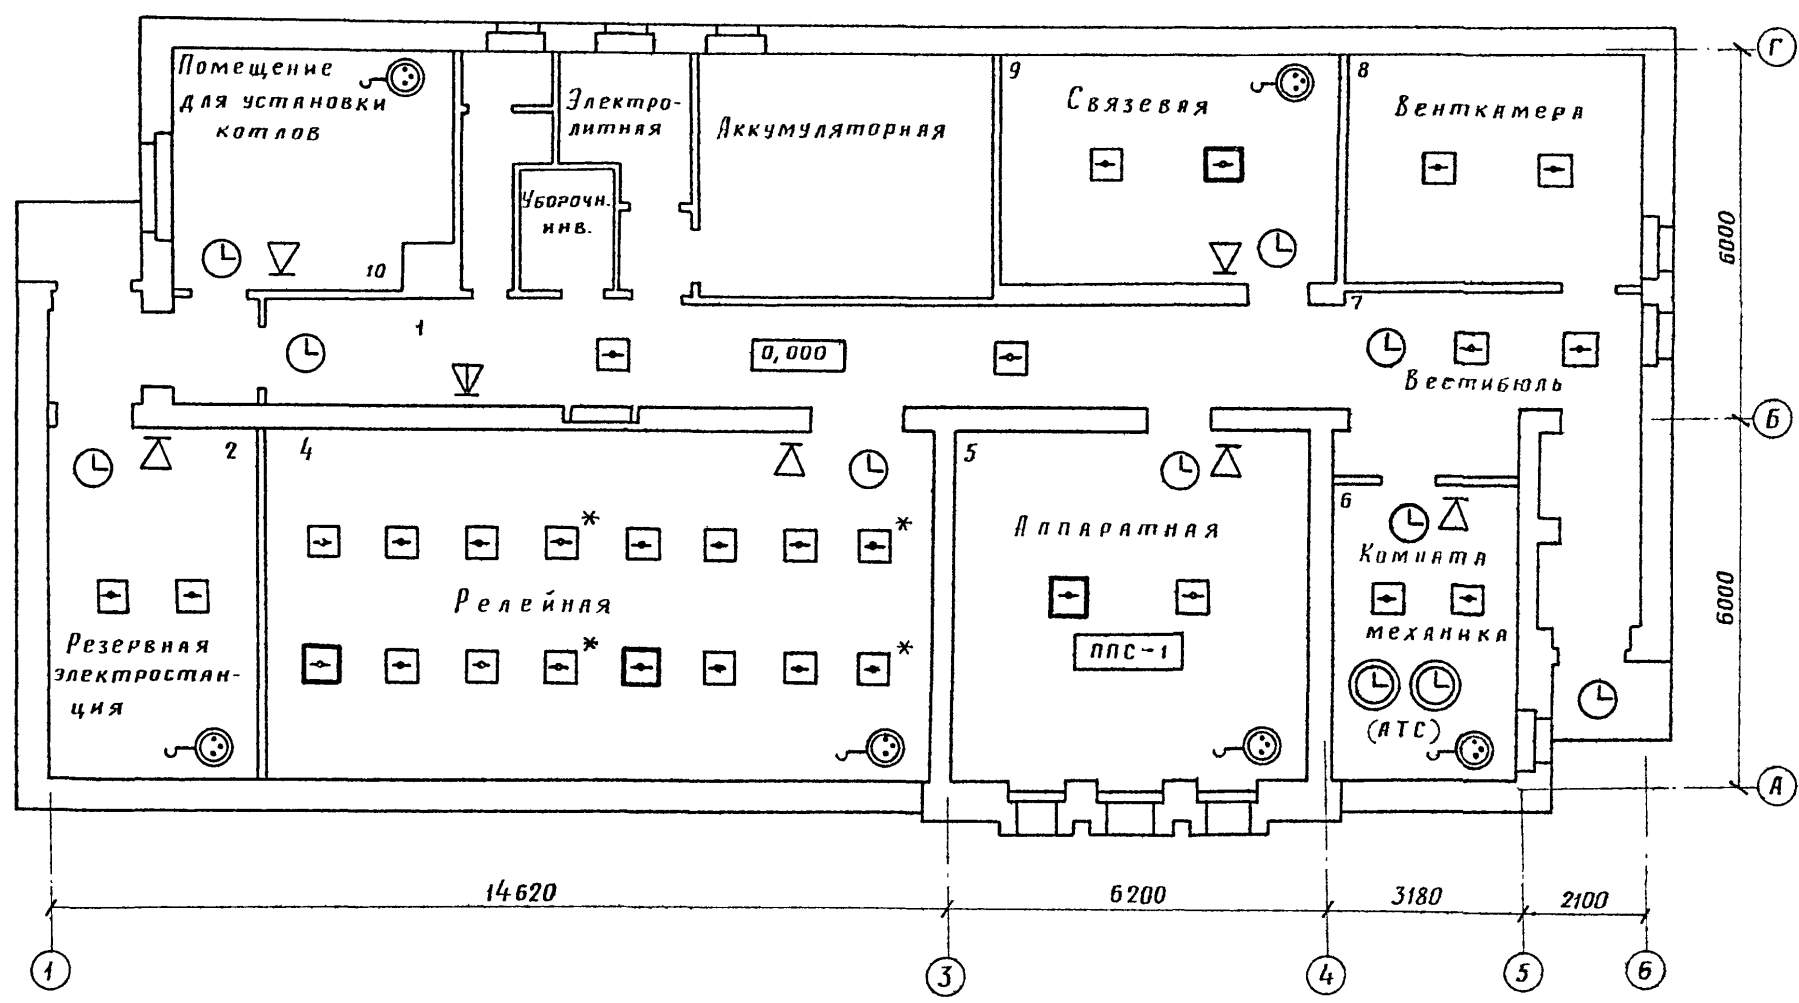 Помещение
для установки
котлов
10
Электро-
литная
Уборочн.
инв.
Аккумуляторная
9
Связевая
8
Венткамера
Г
6000
1
0,000
7
Вестибюль
Б
2
4
5
6
Резервная
электростан-
ция
*
*
Релейная
*
*
Аппаратная
ППС-1
Комната
механика
(АТС)
6000
А
14620
6200
3180
2100
1
3
4
5
6